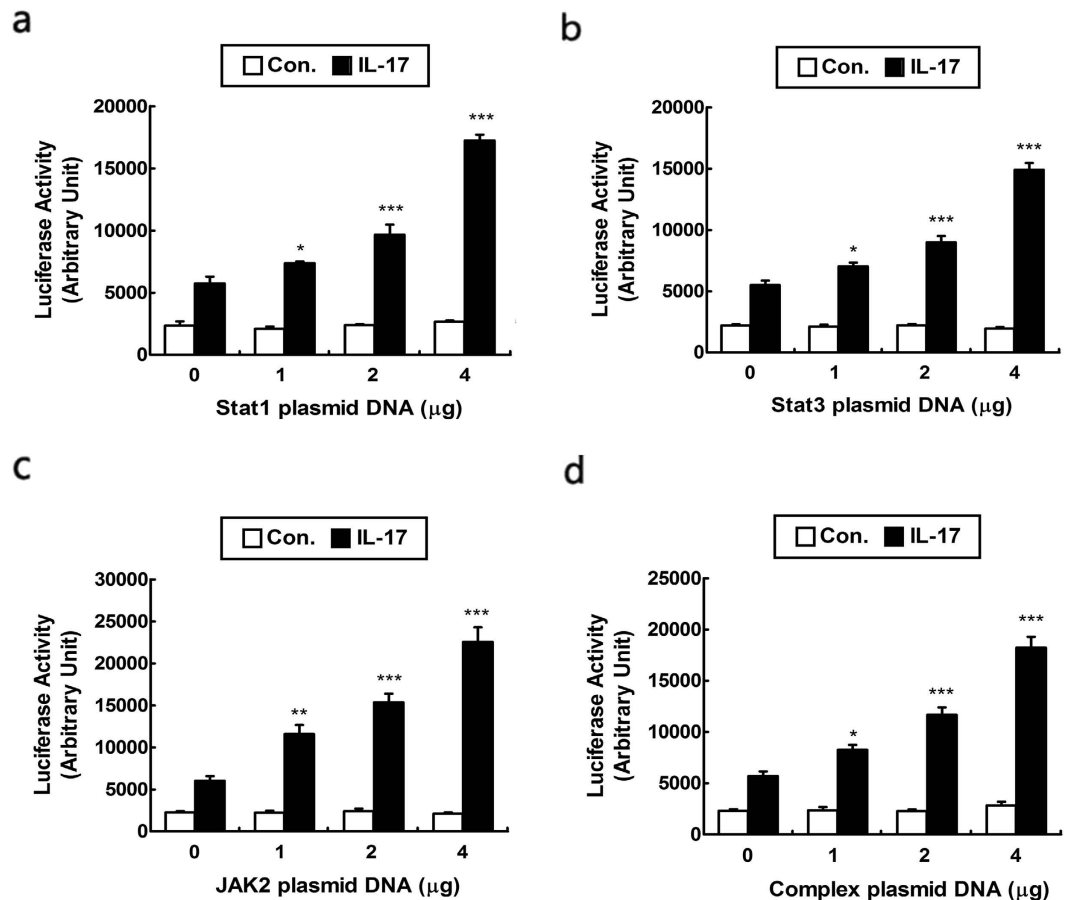 a
Con. IL-17
Luciferase Activity
(Arbitrary Unit)
20000
15000
10000
5000
0
*
***
***
0 1 2 4
Stat1 plasmid DNA (μg)
b
Con. IL-17
Luciferase Activity
(Arbitrary Unit)
20000
15000
10000
5000
0
*
***
***
0 1 2 4
Stat3 plasmid DNA (μg)
c
Con. IL-17
Luciferase Activity
(Arbitrary Unit)
30000
25000
20000
15000
10000
5000
0
**
***
***
0 1 2 4
JAK2 plasmid DNA (μg)
d
Con. IL-17
Luciferase Activity
(Arbitrary Unit)
25000
20000
15000
10000
5000
0
*
***
***
0 1 2 4
Complex plasmid DNA (μg)